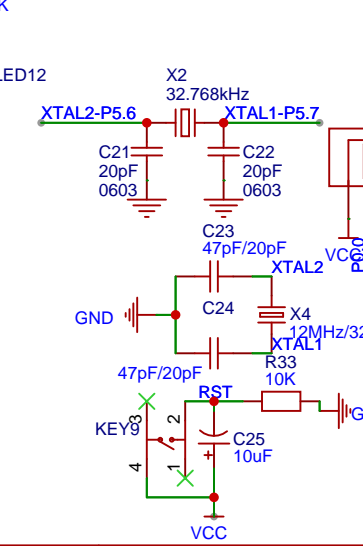 K
LED12
X2
32.768kHz
XTAL2-P5.6
XTAL1-P5.7
C21
20pF
0603
C22
20pF
0603
C23
47pF/20pF
XTAL2
VCC
P0.0
GND
C24
X4
12MHz/32
XTAL1
47pF/20pF
R33
10K
RST
G
KEY9
3
2
4
1
C25
10uF
VCC